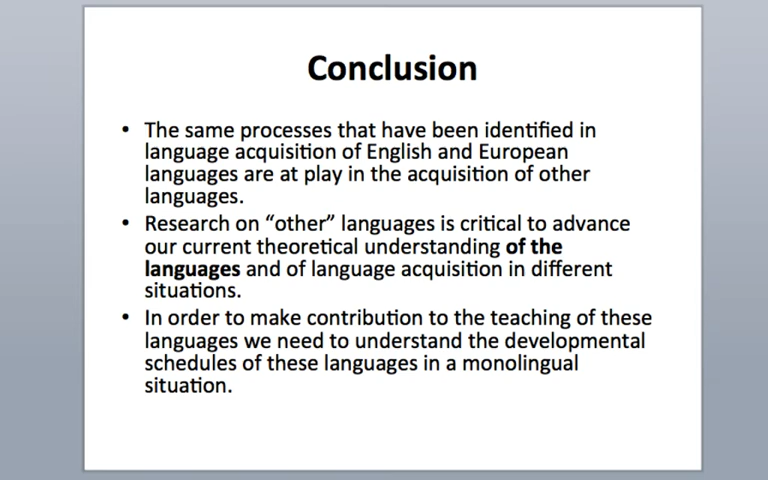 Conclusion
• The same processes that have been identified in
language acquisition of English and European
languages are at play in the acquisition of other
languages.
• Research on “other” languages is critical to advance
our current theoretical understanding of the
languages and of language acquisition in different
situations.
• In order to make contribution to the teaching of these
languages we need to understand the developmental
schedules of these languages in a monolingual
situation.